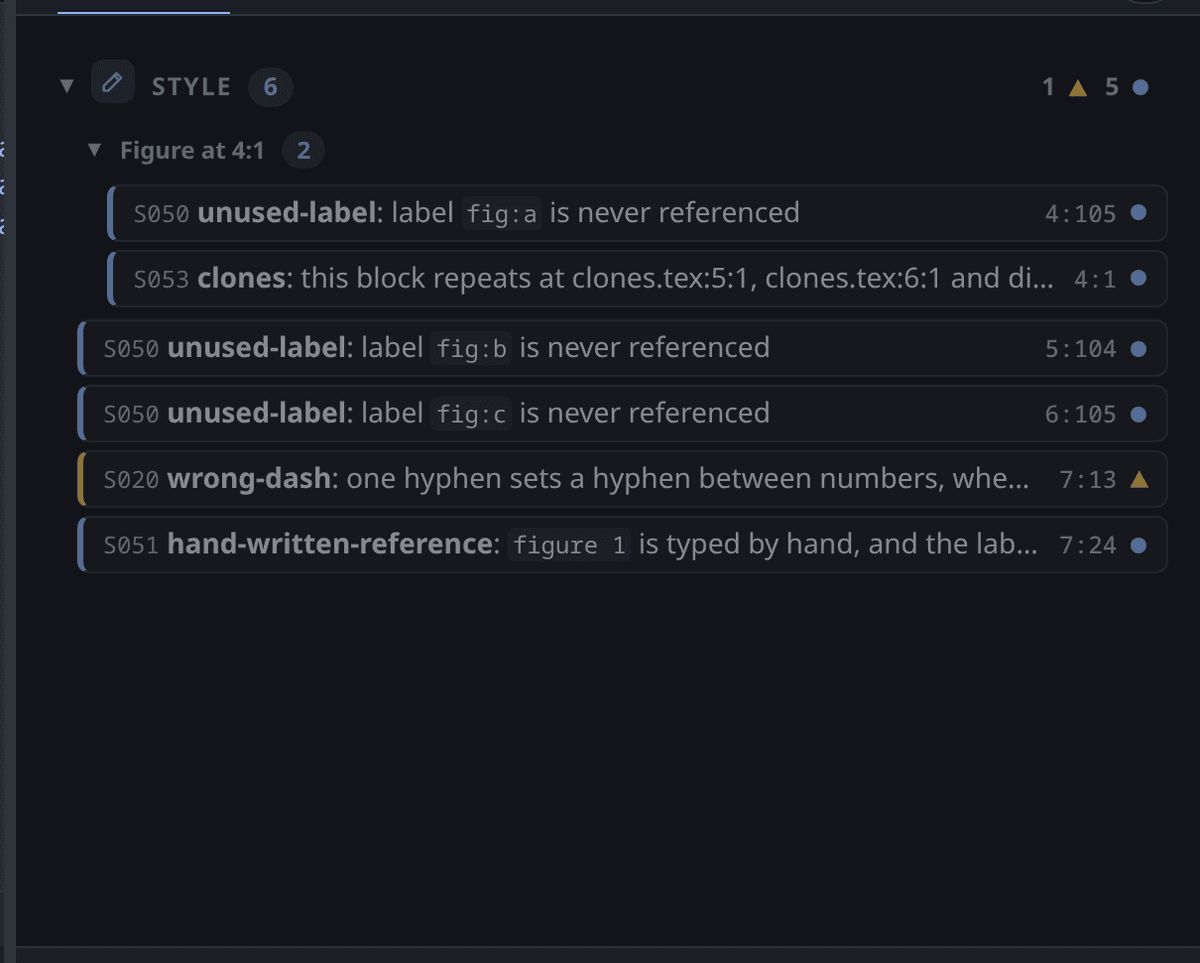 STYLE 6 1 5
Figure at 4:1 2
S050 unused-label: label fig:a is never referenced 4:105
S053 clones: this block repeats at clones.tex:5:1, clones.tex:6:1 and di... 4:1
S050 unused-label: label fig:b is never referenced 5:104
S050 unused-label: label fig:c is never referenced 6:105
S020 wrong-dash: one hyphen sets a hyphen between numbers, whe... 7:13
S051 hand-written-reference: figure 1 is typed by hand, and the lab... 7:24